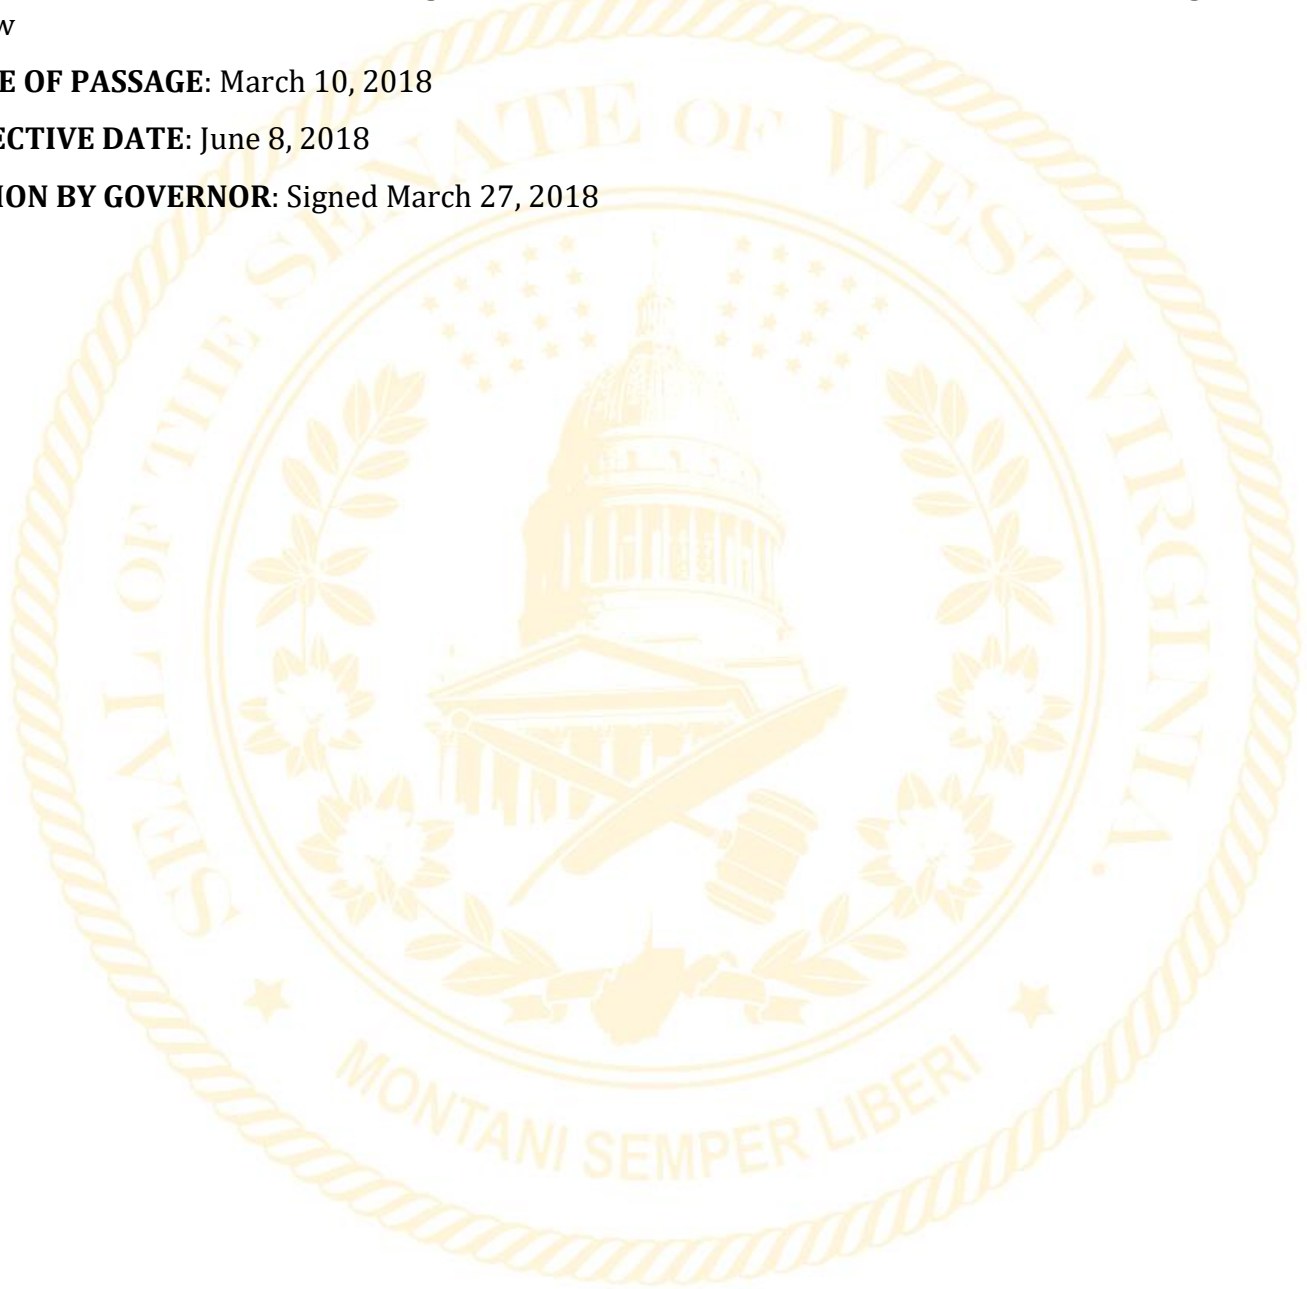 w
E OF PASSAGE: March 10, 2018
ECTIVE DATE: June 8, 2018
ION BY GOVERNOR: Signed March 27, 2018
SEAL OF THE SENATE OF WEST VIRGINIA.
MONTANI SEMPER LIBERI